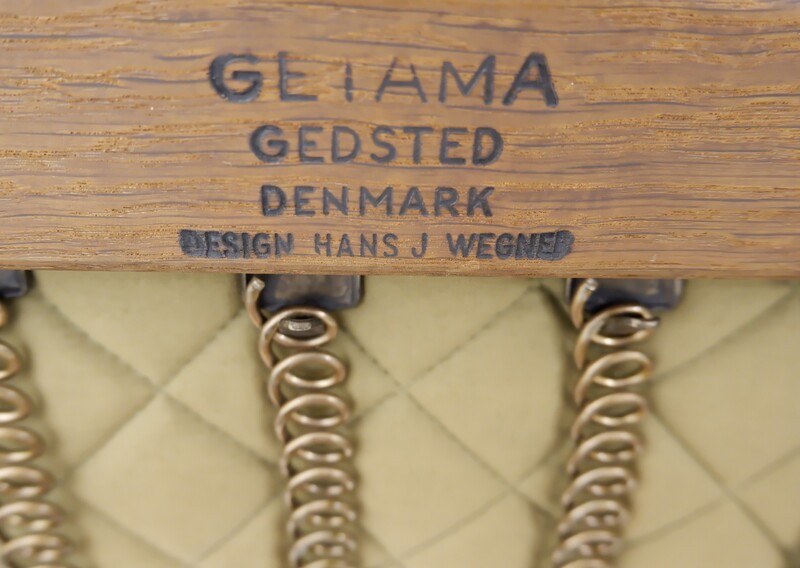 GETAMA
GEDSTED
DENMARK
DESIGN HANS J WEGNER